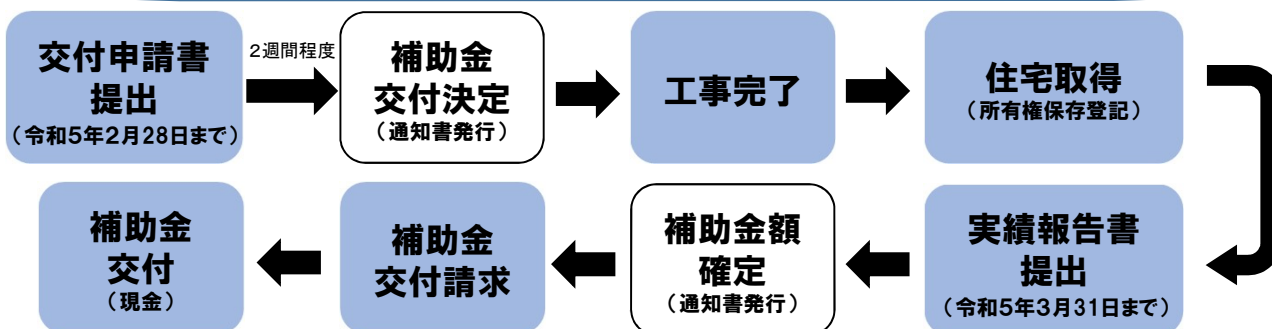 交付申請書
提出
（令和5年2月28日まで）
2週間程度
補助金
交付決定
（通知書発行）
工事完了
住宅取得
（所有権保存登記）
実績報告書
提出
（令和5年3月31日まで）
補助金額
確定
（通知書発行）
補助金
交付請求
補助金
交付
（現金）